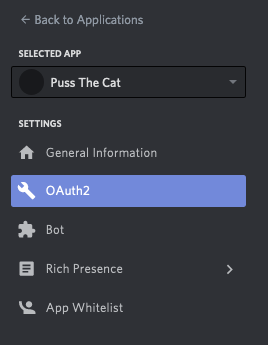 ← Back to Applications
SELECTED APP
Puss The Cat
SETTINGS
General Information
OAuth2
Bot
Rich Presence
App Whitelist